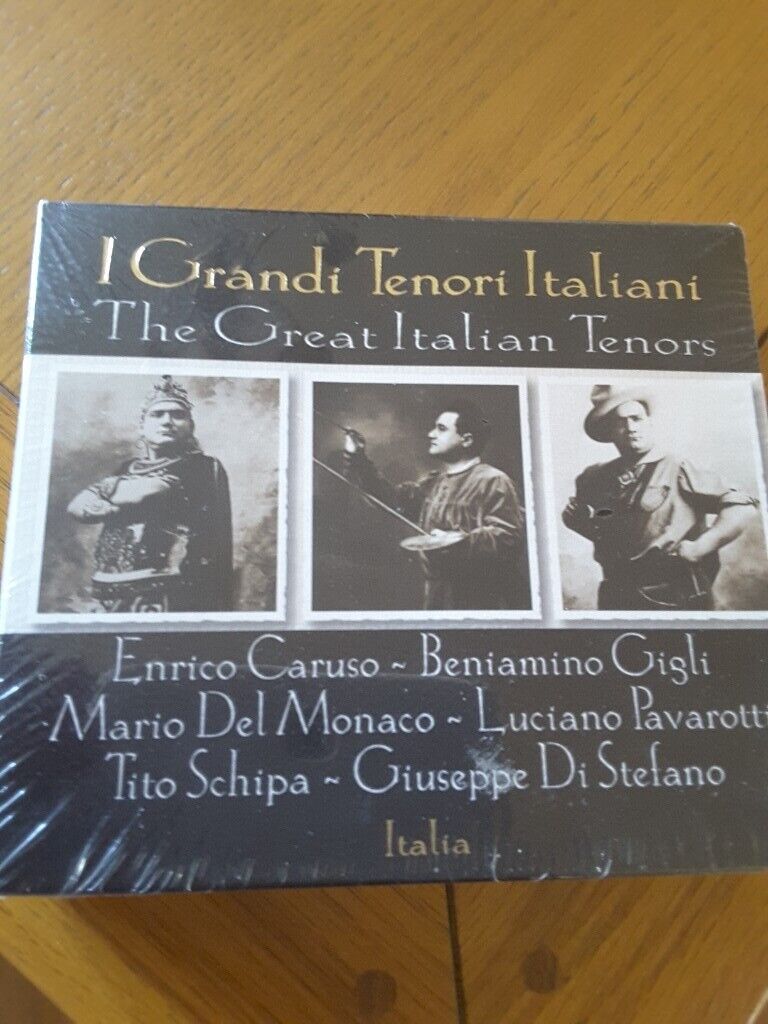 I Grandi Tenori Italiani
The Great Italian Tenors
Enrico Caruso ~ Beniamino Gigli
Mario Del Monaco ~ Luciano Pavarotti
Tito Schipa ~ Giuseppe Di Stefano
Italia